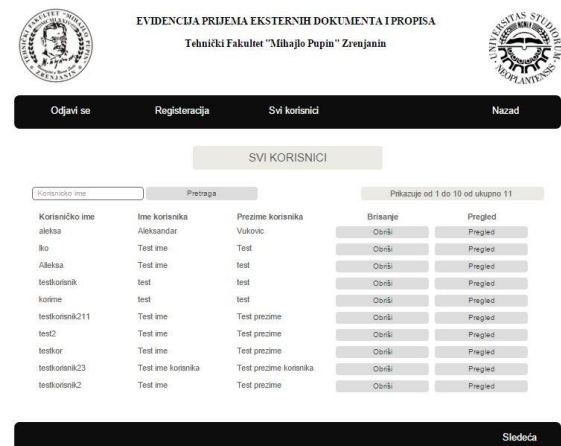 EVIDENCIJA PRIJEMA EKSTERNIH DOKUMENTA I PROPISA
Tehnički Fakultet "Mihajlo Pupin" Zrenjanin
Odjavi se Registeracija Svi korisnici Nazad
SVI KORISNICI
Korisnicko ime Pretraga Prikazuje od 1 do 10 od ukupno 11
Korisničko ime Ime korisnika Prezime korisnika Brisanje Pregled
aleksa Aleksandar Vukovic Obriši Pregled
Iko Test ime Test Obriši Pregled
Alleksa Test ime test Obriši Pregled
testkorisnik test test Obriši Pregled
korime test test Obriši Pregled
testkorisnik211 Test ime Test prezime Obriši Pregled
test2 Test ime Test prezime Obriši Pregled
testkor Test ime Test prezime Obriši Pregled
testkorisnik23 Test ime korisnika Test prezime korisnika Obriši Pregled
testkorisnik2 Test ime Test prezime Obriši Pregled
Sledeća